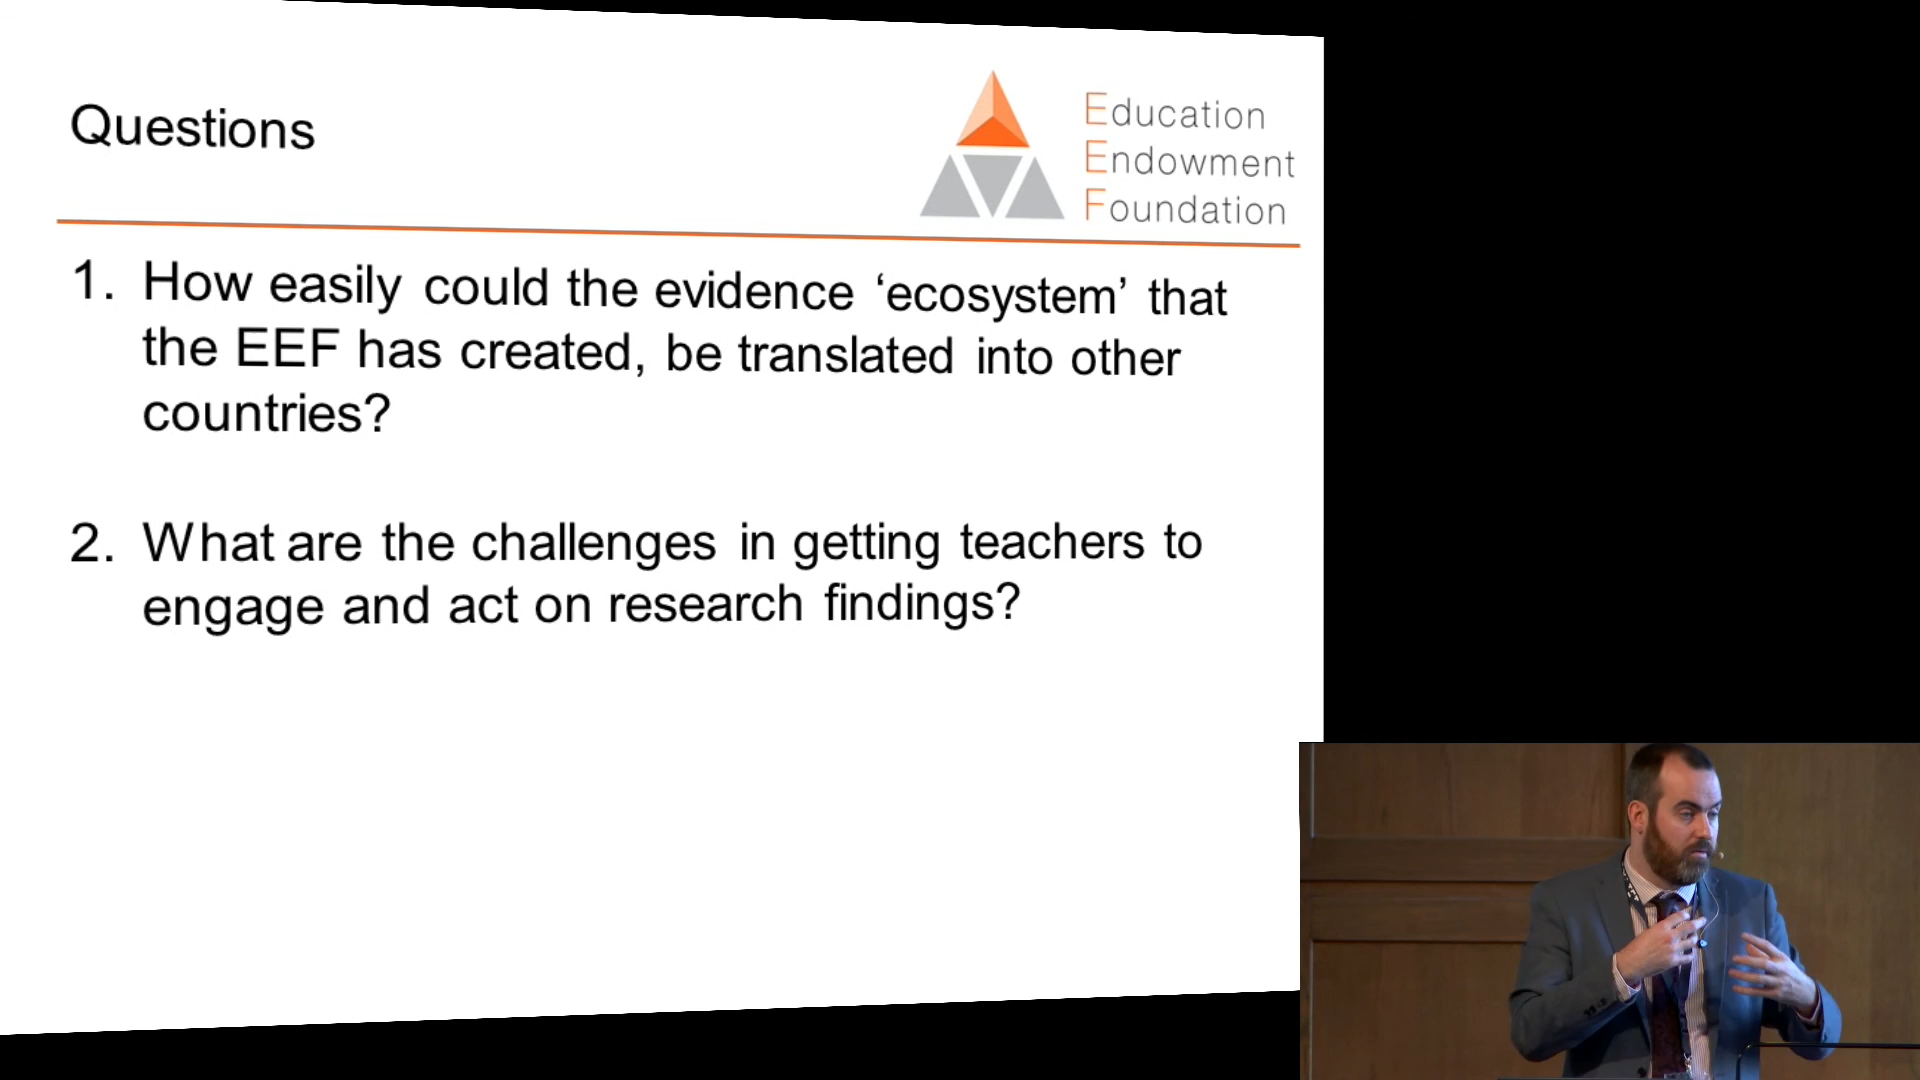 Questions
Education
Endowment
Foundation
1. How easily could the evidence ‘ecosystem’ that
the EEF has created, be translated into other
countries?
2. What are the challenges in getting teachers to
engage and act on research findings?